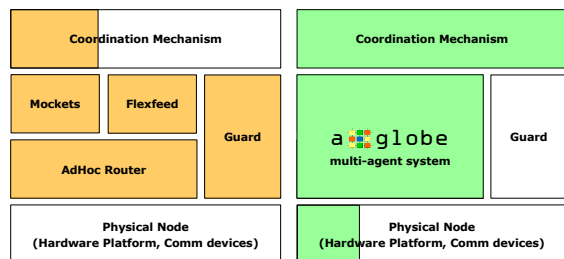 Coordination Mechanism
Mockets
Flexfeed
Guard
AdHoc Router
Physical Node
(Hardware Platform, Comm devices)
Coordination Mechanism
a globe
multi-agent system
Guard
Physical Node
(Hardware Platform, Comm devices)